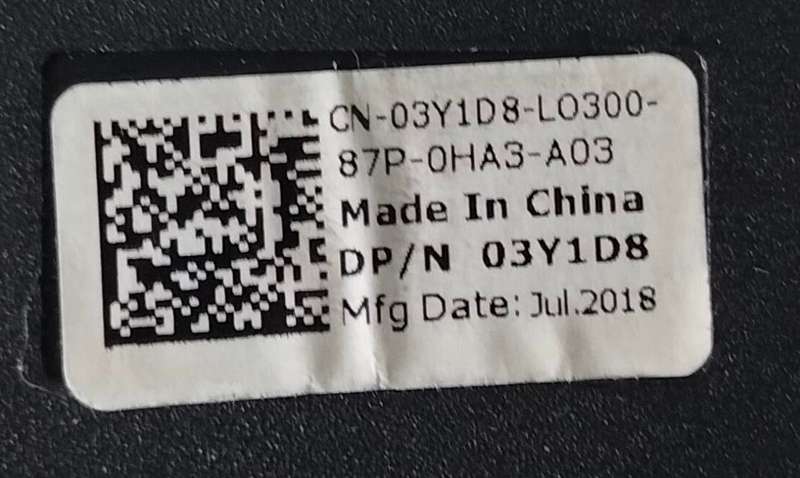 CN-03Y1D8-LO300-
87P-0HA3-A03
Made In China
DP/N 03Y1D8
Mfg Date: Jul.2018